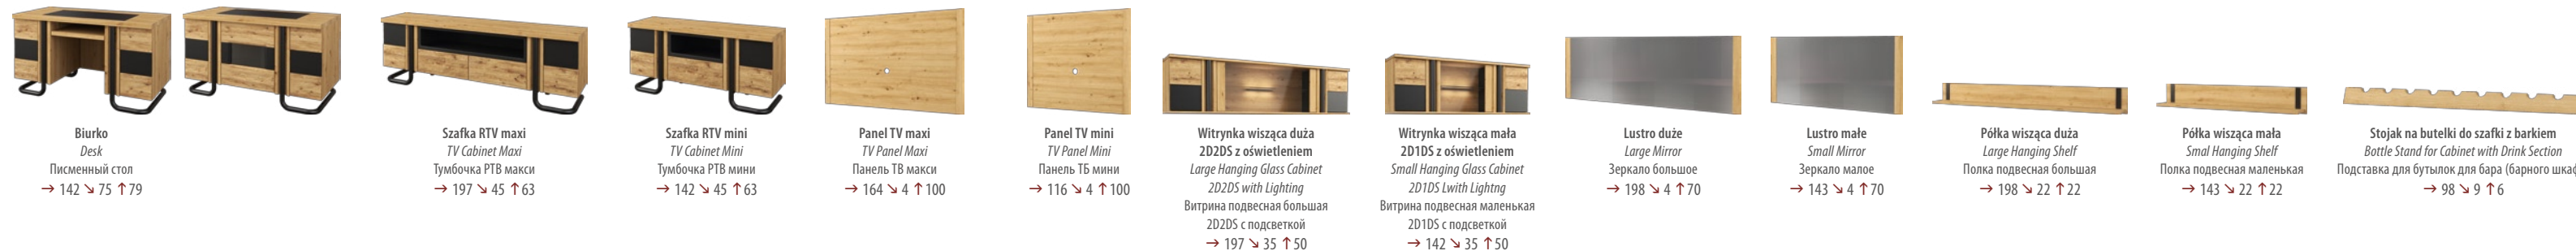 Biurko
Desk
Писменный стол
→ 142 ↘ 75 ↑ 79
Szafka RTV maxi
TV Cabinet Maxi
Тумбочка РТВ макси
→ 197 ↘ 45 ↑ 63
Szafka RTV mini
TV Cabinet Mini
Тумбочка РТВ мини
→ 142 ↘ 45 ↑ 63
Panel TV maxi
TV Panel Maxi
Панель ТВ макси
→ 164 ↘ 4 ↑ 100
Panel TV mini
TV Panel Mini
Панель ТБ мини
→ 116 ↘ 4 ↑ 100
Witrynka wisząca duża
2D2DS z oświetleniem
Large Hanging Glass Cabinet
2D2DS with Lighting
Витрина подвесная большая
2D2DS с подсветкой
→ 197 ↘ 35 ↑ 50
Witrynka wisząca mała
2D1DS z oświetleniem
Small Hanging Glass Cabinet
2D1DS Lwith Lightng
Витрина подвесная маленькая
2D1DS с подсветкой
→ 142 ↘ 35 ↑ 50
Lustro duże
Large Mirror
Зеркало большое
→ 198 ↘ 4 ↑ 70
Lustro małe
Small Mirror
Зеркало малое
→ 143 ↘ 4 ↑ 70
Półka wisząca duża
Large Hanging Shelf
Полка подвесная большая
→ 198 ↘ 22 ↑ 22
Półka wisząca mała
Smal Hanging Shelf
Полка подвесная маленькая
→ 143 ↘ 22 ↑ 22
Stojak na butelki do szafki z barkiem
Bottle Stand for Cabinet with Drink Section
Подставка для бутылок для бара (барного
→ 98 ↘ 9 ↑ 6